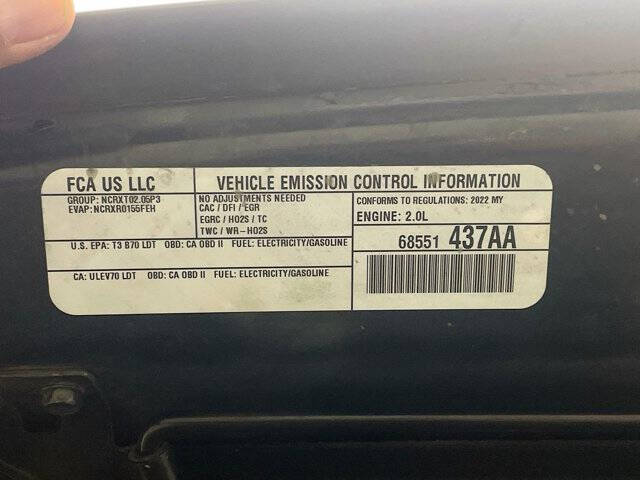 FCA US LLC
VEHICLE EMISSION CONTROL INFORMATION
GROUP: NCRXT02.05P3
EVAP: NCRXR0155FEH
NO ADJUSTMENTS NEEDED
CAC / DFI / EGR
EGRC / HO2S / TC
TWC / WR-HO2S
CONFORMS TO REGULATIONS: 2022 MY
ENGINE: 2.0L
U.S. EPA: T3 B70 LDT OBD: CA OBD II FUEL: ELECTRICITY/GASOLINE
CA: ULEV70 LDT OBD: CA OBD II FUEL: ELECTRICITY/GASOLINE
68551 437AA